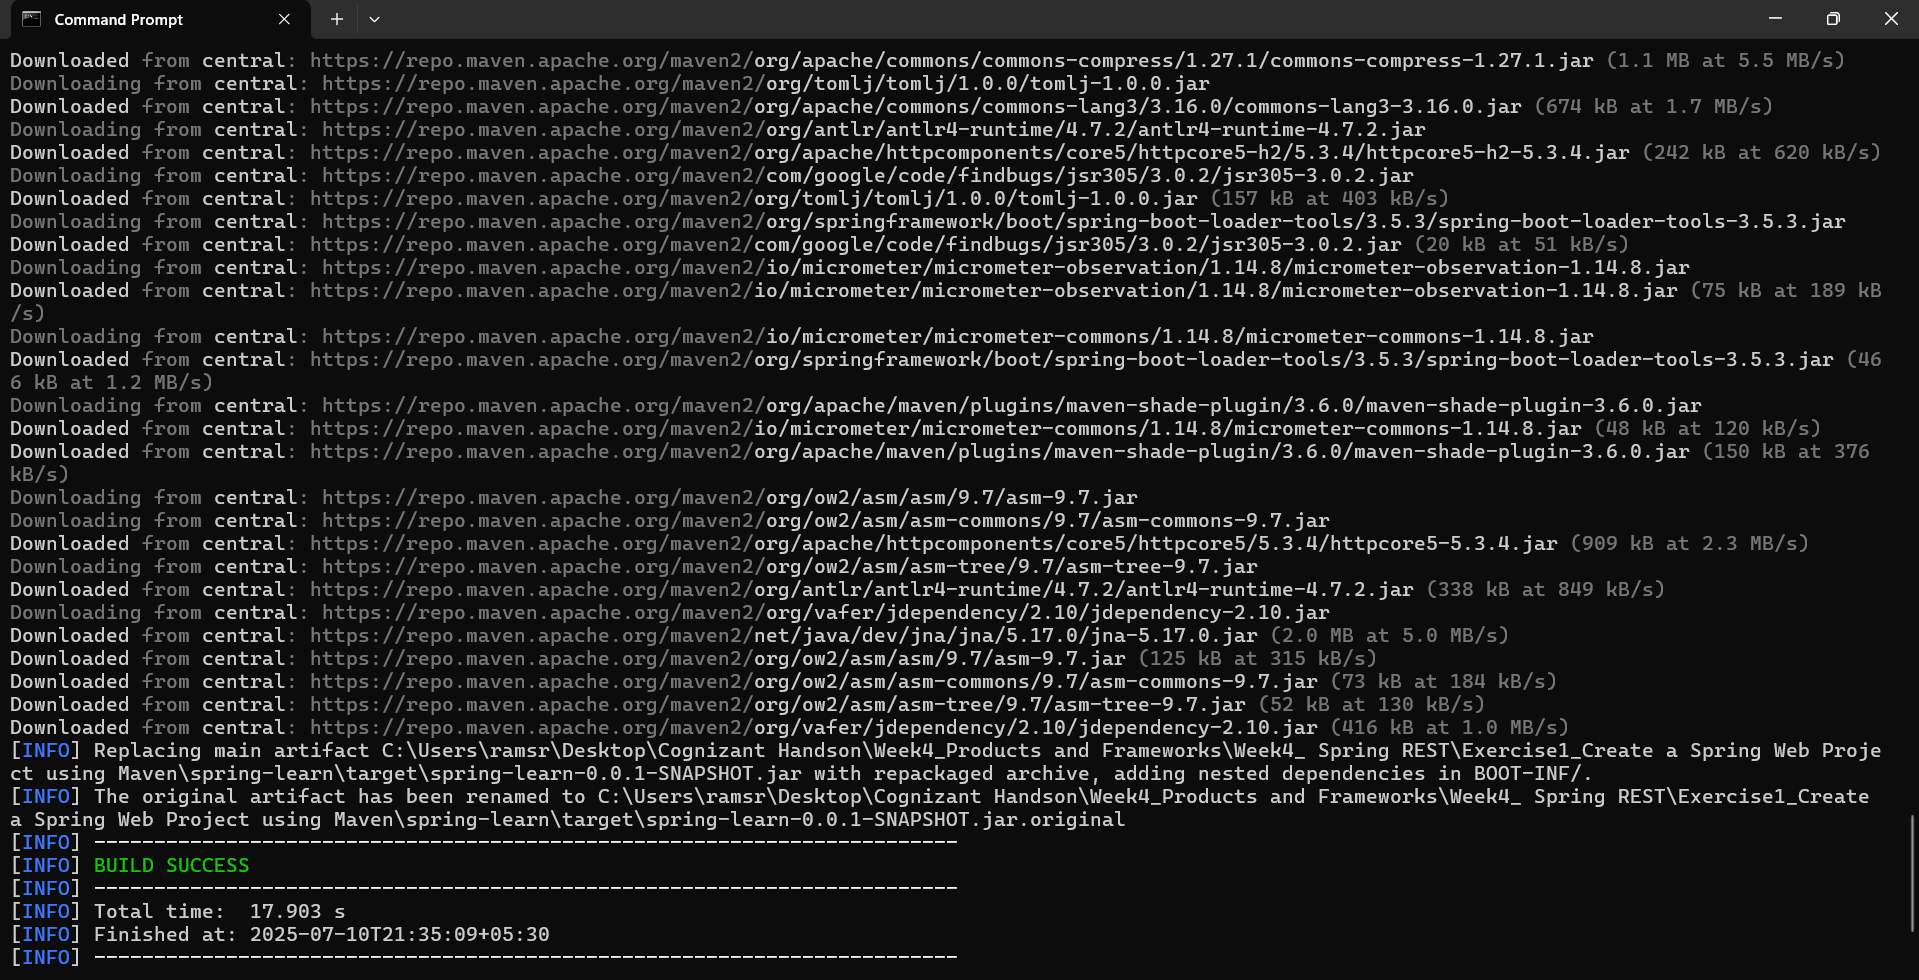 Command Prompt
Downloaded from central: https://repo.maven.apache.org/maven2/org/apache/commons/commons-compress/1.27.1/commons-compress-1.27.1.jar (1.1 MB at 5.5 MB/s)
Downloading from central: https://repo.maven.apache.org/maven2/org/tomlj/tomlj/1.0.0/tomlj-1.0.0.jar
Downloaded from central: https://repo.maven.apache.org/maven2/org/apache/commons/commons-lang3/3.16.0/commons-lang3-3.16.0.jar (674 kB at 1.7 MB/s)
Downloading from central: https://repo.maven.apache.org/maven2/org/antlr/antlr4-runtime/4.7.2/antlr4-runtime-4.7.2.jar
Downloaded from central: https://repo.maven.apache.org/maven2/org/apache/httpcomponents/core5/httpcore5-h2/5.3.4/httpcore5-h2-5.3.4.jar (242 kB at 620 kB/s)
Downloading from central: https://repo.maven.apache.org/maven2/com/google/code/findbugs/jsr305/3.0.2/jsr305-3.0.2.jar
Downloaded from central: https://repo.maven.apache.org/maven2/org/tomlj/tomlj/1.0.0/tomlj-1.0.0.jar (157 kB at 403 kB/s)
Downloading from central: https://repo.maven.apache.org/maven2/org/springframework/boot/spring-boot-loader-tools/3.5.3/spring-boot-loader-tools-3.5.3.jar
Downloaded from central: https://repo.maven.apache.org/maven2/com/google/code/findbugs/jsr305/3.0.2/jsr305-3.0.2.jar (20 kB at 51 kB/s)
Downloading from central: https://repo.maven.apache.org/maven2/io/micrometer/micrometer-observation/1.14.8/micrometer-observation-1.14.8.jar
Downloaded from central: https://repo.maven.apache.org/maven2/io/micrometer/micrometer-observation/1.14.8/micrometer-observation-1.14.8.jar (75 kB at 189 kB
/s)
Downloading from central: https://repo.maven.apache.org/maven2/io/micrometer/micrometer-commons/1.14.8/micrometer-commons-1.14.8.jar
Downloaded from central: https://repo.maven.apache.org/maven2/org/springframework/boot/spring-boot-loader-tools/3.5.3/spring-boot-loader-tools-3.5.3.jar (46
6 kB at 1.2 MB/s)
Downloading from central: https://repo.maven.apache.org/maven2/org/apache/maven/plugins/maven-shade-plugin/3.6.0/maven-shade-plugin-3.6.0.jar
Downloaded from central: https://repo.maven.apache.org/maven2/io/micrometer/micrometer-commons/1.14.8/micrometer-commons-1.14.8.jar (48 kB at 120 kB/s)
Downloaded from central: https://repo.maven.apache.org/maven2/org/apache/maven/plugins/maven-shade-plugin/3.6.0/maven-shade-plugin-3.6.0.jar (150 kB at 376
kB/s)
Downloading from central: https://repo.maven.apache.org/maven2/org/ow2/asm/asm/9.7/asm-9.7.jar
Downloading from central: https://repo.maven.apache.org/maven2/org/ow2/asm/asm-commons/9.7/asm-commons-9.7.jar
Downloaded from central: https://repo.maven.apache.org/maven2/org/apache/httpcomponents/core5/httpcore5/5.3.4/httpcore5-5.3.4.jar (909 kB at 2.3 MB/s)
Downloading from central: https://repo.maven.apache.org/maven2/org/ow2/asm/asm-tree/9.7/asm-tree-9.7.jar
Downloaded from central: https://repo.maven.apache.org/maven2/org/antlr/antlr4-runtime/4.7.2/antlr4-runtime-4.7.2.jar (338 kB at 849 kB/s)
Downloading from central: https://repo.maven.apache.org/maven2/org/vafer/jdependency/2.10/jdependency-2.10.jar
Downloaded from central: https://repo.maven.apache.org/maven2/net/java/dev/jna/jna/5.17.0/jna-5.17.0.jar (2.0 MB at 5.0 MB/s)
Downloaded from central: https://repo.maven.apache.org/maven2/org/ow2/asm/asm/9.7/asm-9.7.jar (125 kB at 315 kB/s)
Downloaded from central: https://repo.maven.apache.org/maven2/org/ow2/asm/asm-commons/9.7/asm-commons-9.7.jar (73 kB at 184 kB/s)
Downloaded from central: https://repo.maven.apache.org/maven2/org/ow2/asm/asm-tree/9.7/asm-tree-9.7.jar (52 kB at 130 kB/s)
Downloaded from central: https://repo.maven.apache.org/maven2/org/vafer/jdependency/2.10/jdependency-2.10.jar (416 kB at 1.0 MB/s)
[INFO] Replacing main artifact C:\Users\ramsr\Desktop\Cognizant Handson\Week4_Products and Frameworks\Week4_ Spring REST\Exercise1_Create a Spring Web Proje
ct using Maven\spring-learn\target\spring-learn-0.0.1-SNAPSHOT.jar with repackaged archive, adding nested dependencies in BOOT-INF/.
[INFO] The original artifact has been renamed to C:\Users\ramsr\Desktop\Cognizant Handson\Week4_Products and Frameworks\Week4_ Spring REST\Exercise1_Create
a Spring Web Project using Maven\spring-learn\target\spring-learn-0.0.1-SNAPSHOT.jar.original
[INFO] ------------------------------------------------------------------------
[INFO] BUILD SUCCESS
[INFO] ------------------------------------------------------------------------
[INFO] Total time:  17.903 s
[INFO] Finished at: 2025-07-10T21:35:09+05:30
[INFO] ------------------------------------------------------------------------